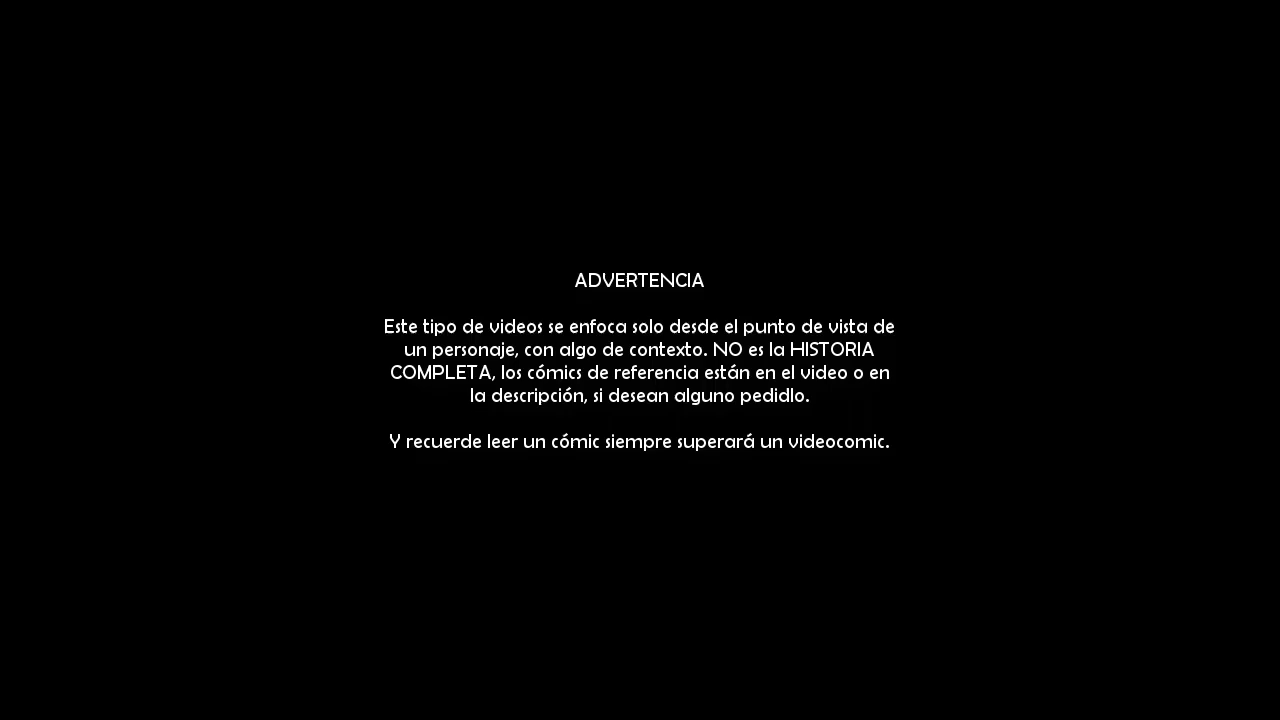 ADVERTENCIA
Este tipo de videos se enfoca solo desde el punto de vista de
un personaje, con algo de contexto. NO es la HISTORIA
COMPLETA, los cómics de referencia están en el video o en
la descripción, si desean alguno pedidlo.
Y recuerde leer un cómic siempre superará un videocomic.